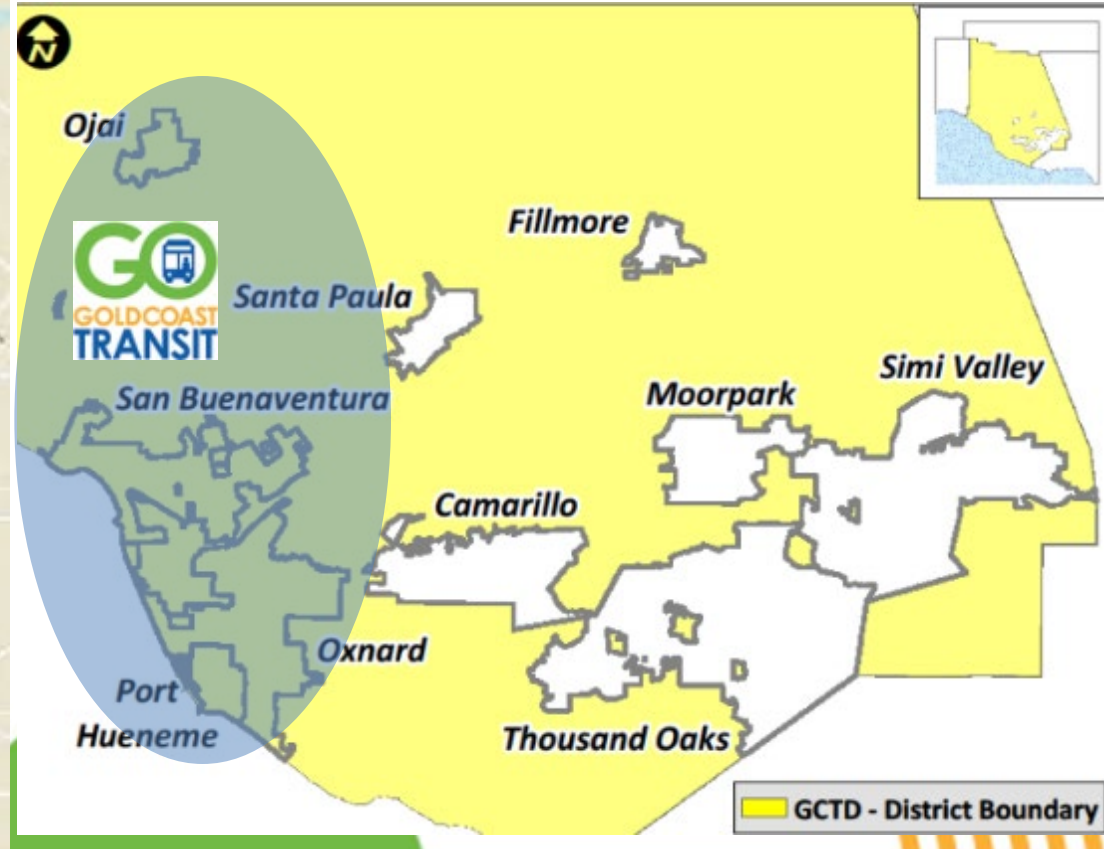 N
Ojai
Fillmore
GO
GOLDCOAST
TRANSIT
Santa Paula
Simi Valley
Moorpark
San Buenaventura
Camarillo
Oxnard
Port
Hueneme
Thousand Oaks
GCTD - District Boundary